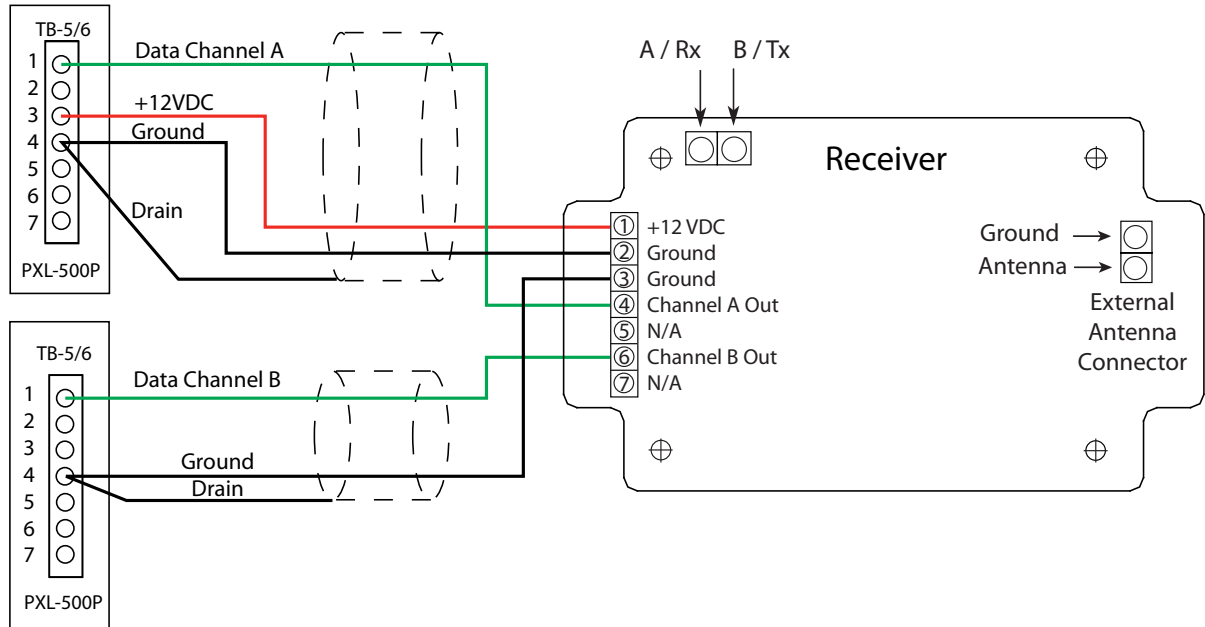 TB-5/6
1
2
3
4
5
6
7
PXL-500P
Data Channel A
+12VDC
Ground
Drain
TB-5/6
1
2
3
4
5
6
7
PXL-500P
Data Channel B
Ground
Drain
A / Rx
B / Tx
Receiver
① +12 VDC
② Ground
③ Ground
④ Channel A Out
⑤ N/A
⑥ Channel B Out
⑦ N/A
Ground
Antenna
External
Antenna
Connector